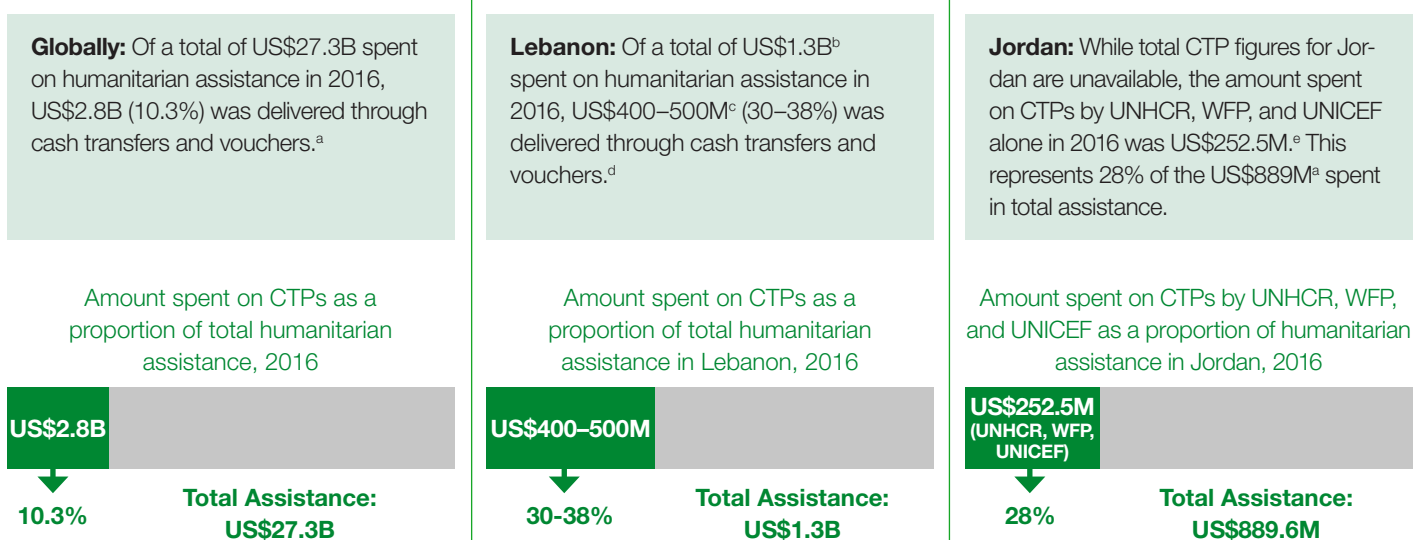 Globally: Of a total of US$27.3B spent
on humanitarian assistance in 2016,
US$2.8B (10.3%) was delivered through
cash transfers and vouchers.ᵃ
Amount spent on CTPs as a
proportion of total humanitarian
assistance, 2016
US$2.8B
10.3%
Total Assistance:
US$27.3B
Lebanon: Of a total of US$1.3Bᵇ
spent on humanitarian assistance in
2016, US$400–500Mᶜ (30–38%) was
delivered through cash transfers and
vouchers.ᵈ
Amount spent on CTPs as a
proportion of total humanitarian
assistance in Lebanon, 2016
US$400–500M
30-38%
Total Assistance:
US$1.3B
Jordan: While total CTP figures for Jor-
dan are unavailable, the amount spent
on CTPs by UNHCR, WFP, and UNICEF
alone in 2016 was US$252.5M.ᵉ This
represents 28% of the US$889Mᵃ spent
in total assistance.
Amount spent on CTPs by UNHCR, WFP,
and UNICEF as a proportion of humanitarian
assistance in Jordan, 2016
US$252.5M
(UNHCR, WFP,
UNICEF)
28%
Total Assistance:
US$889.6M